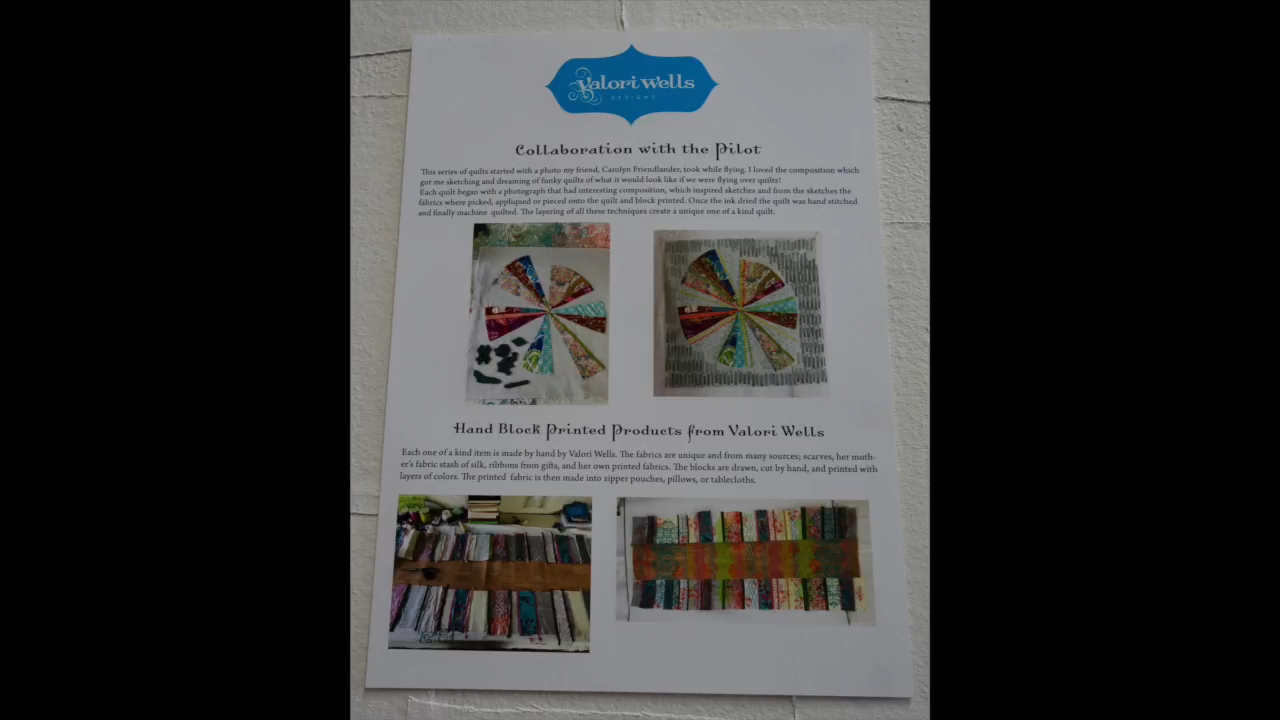 Valori Wells
DESIGNS
Collaboration with the Pilot
This series of quilts started with a photo my friend, Carolyn Friendlander, took while flying. I loved the composition which
got me sketching and dreaming of funky quilts of what it would look like if we were flying over quilts!
Each quilt began with a photograph that had interesting composition, which inspired sketches and from the sketches the
fabrics where picked, appliqued or pieced onto the quilt and block printed. Once the ink dried the quilt was hand stitched
and finally machine quilted. The layering of all these techniques create a unique one of a kind quilt.
Hand Block Printed Products from Valori Wells
Each one of a kind item is made by hand by Valori Wells. The fabrics are unique and from many sources; scarves, her moth-
er's fabric stash of silk, ribbons from gifts, and her own printed fabrics. The blocks are drawn, cut by hand, and printed with
layers of colors. The printed fabric is then made into zipper pouches, pillows, or tablecloths.